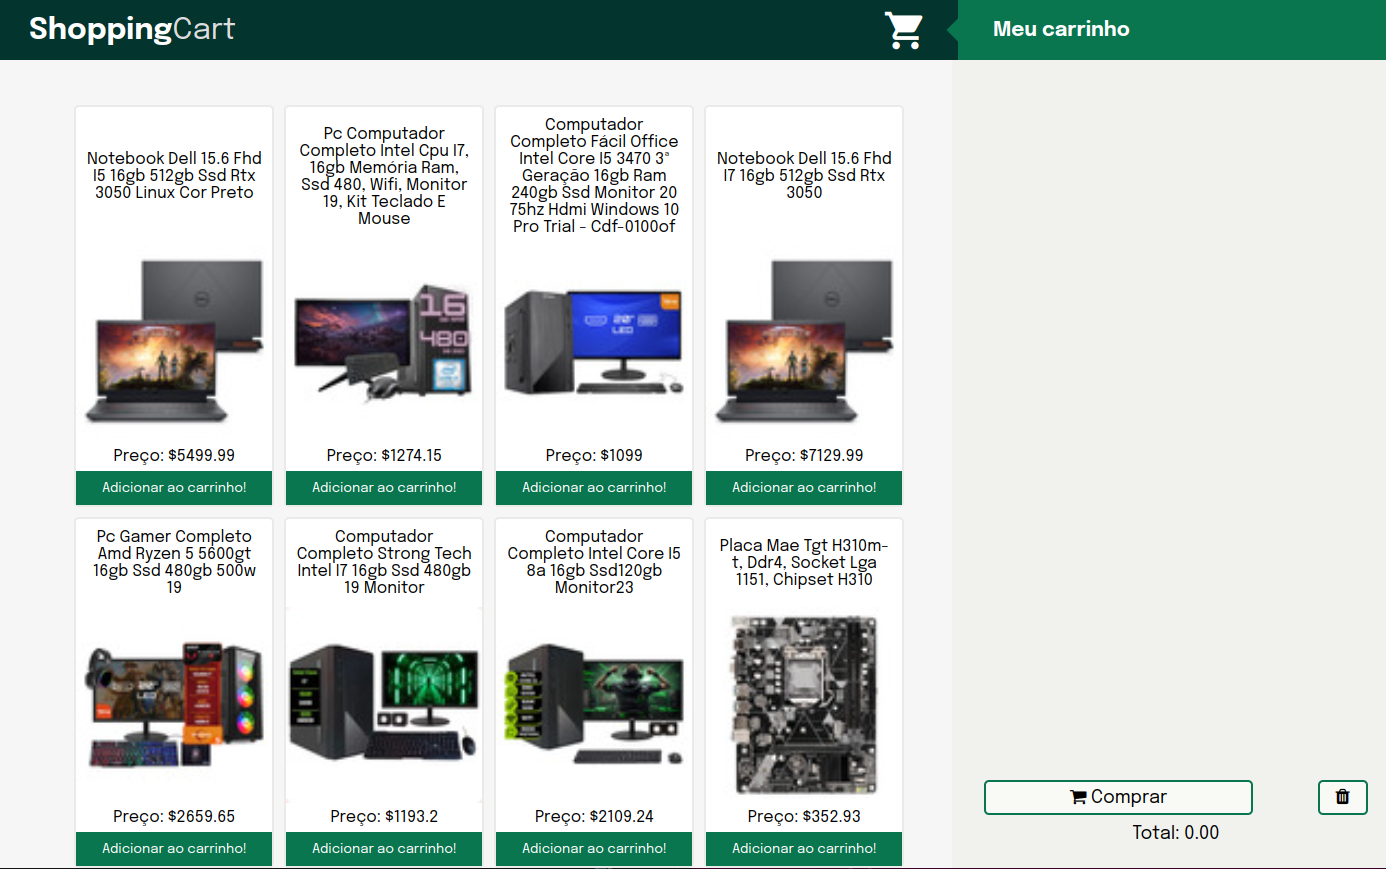 ShoppingCart
Meu carrinho
Notebook Dell 15.6 Fhd
I5 16gb 512gb Ssd Rtx
3050 Linux Cor Preto
Preço: $5499.99
Adicionar ao carrinho!
Pc Computador
Completo Intel Cpu I7,
16gb Memória Ram,
Ssd 480, Wifi, Monitor
19, Kit Teclado E
Mouse
16
480
Preço: $1274.15
Adicionar ao carrinho!
Computador
Completo Fácil Office
Intel Core I5 3470 3ª
Geração 16gb Ram
240gb Ssd Monitor 20
75hz Hdmi Windows 10
Pro Trial - Cdf-0100of
20"
LED
Preço: $1099
Adicionar ao carrinho!
Notebook Dell 15.6 Fhd
I7 16gb 512gb Ssd Rtx
3050
Preço: $7129.99
Adicionar ao carrinho!
Pc Gamer Completo
Amd Ryzen 5 5600gt
16gb Ssd 480gb 500w
19
Preço: $2659.65
Adicionar ao carrinho!
Computador
Completo Strong Tech
Intel I7 16gb Ssd 480gb
19 Monitor
Preço: $1193.2
Adicionar ao carrinho!
Computador
Completo Intel Core I5
8a 16gb Ssd120gb
Monitor23
Preço: $2109.24
Adicionar ao carrinho!
Placa Mae Tgt H310m-
t, Ddr4, Socket Lga
1151, Chipset H310
Preço: $352.93
Adicionar ao carrinho!
Comprar
Total: 0.00